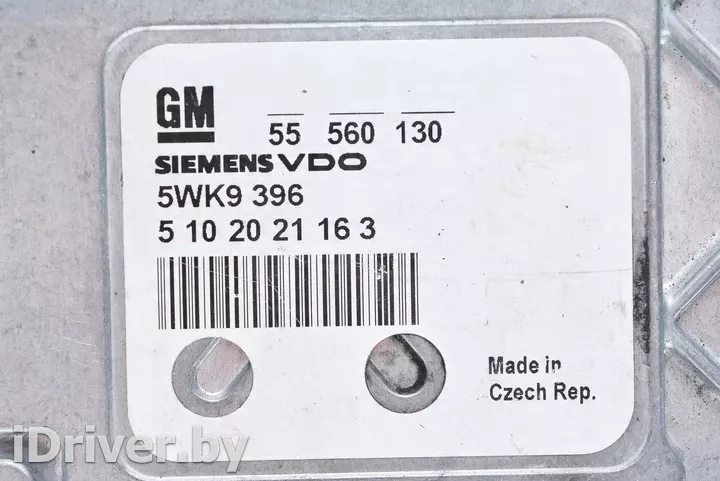 GM
55 560 130
SIEMENS VDO
5WK9 396
5 10 20 21 16 3
Made in
Czech Rep.
iDriver.by